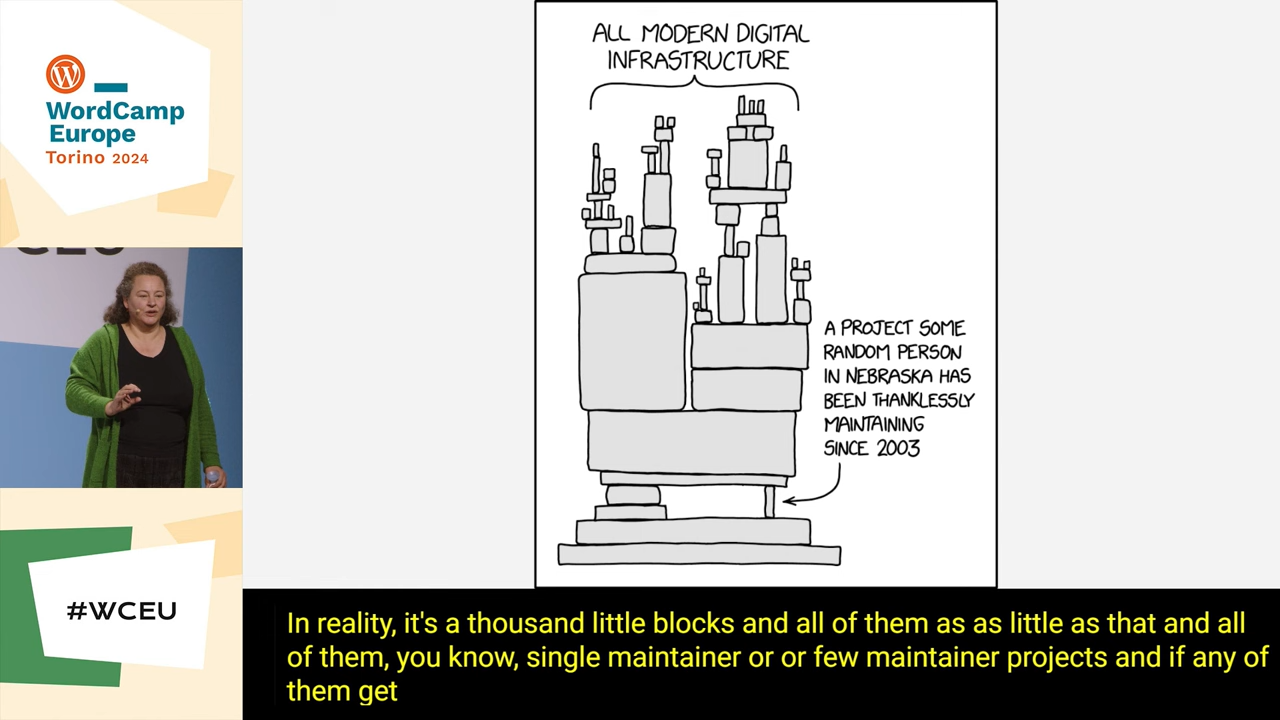 WordCamp
Europe
Torino 2024
#WCEU
ALL MODERN DIGITAL
INFRASTRUCTURE
A PROJECT SOME
RANDOM PERSON
IN NEBRASKA HAS
BEEN THANKLESSLY
MAINTAINING
SINCE 2003
In reality, it's a thousand little blocks and all of them as as little as that and all
of them, you know, single maintainer or or few maintainer projects and if any of
them get